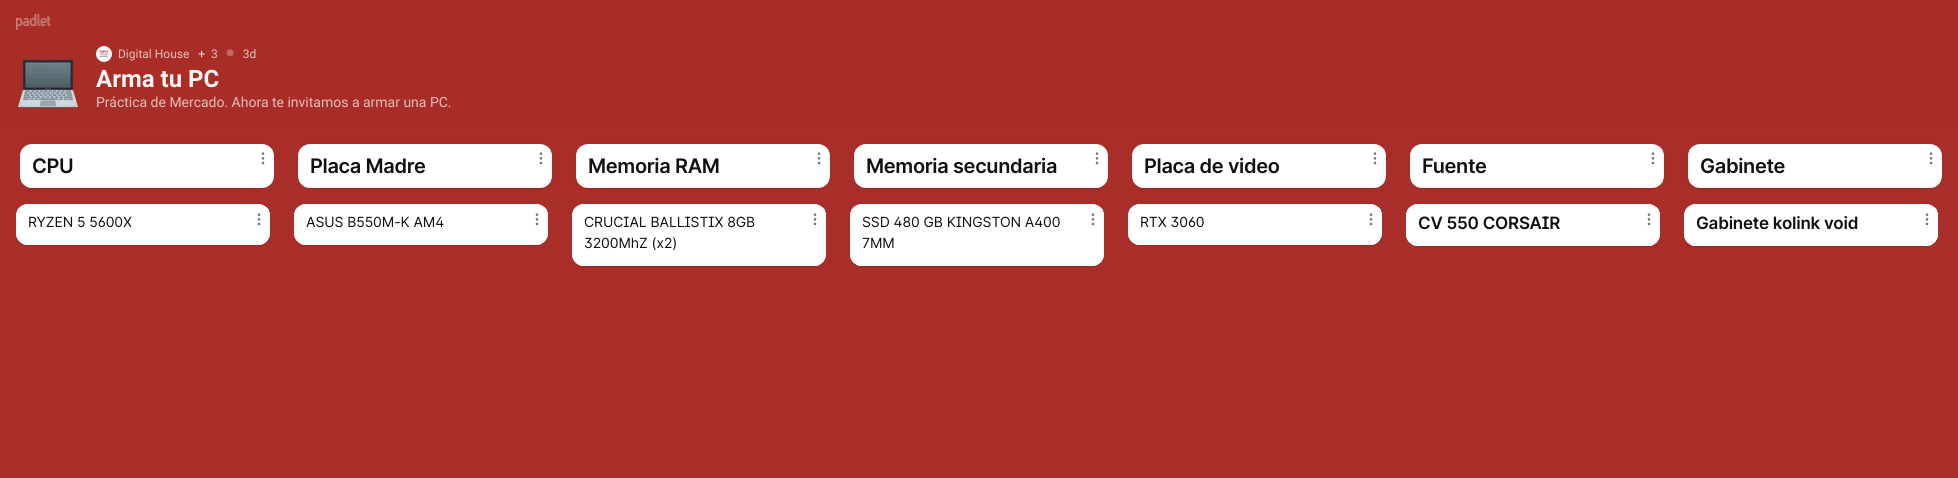 padlet
Digital House + 3 3d
Arma tu PC
Práctica de Mercado. Ahora te invitamos a armar una PC.
CPU
RYZEN 5 5600X
Placa Madre
ASUS B550M-K AM4
Memoria RAM
CRUCIAL BALLISTIX 8GB
3200MhZ (x2)
Memoria secundaria
SSD 480 GB KINGSTON A400
7MM
Placa de video
RTX 3060
Fuente
CV 550 CORSAIR
Gabinete
Gabinete kolink void